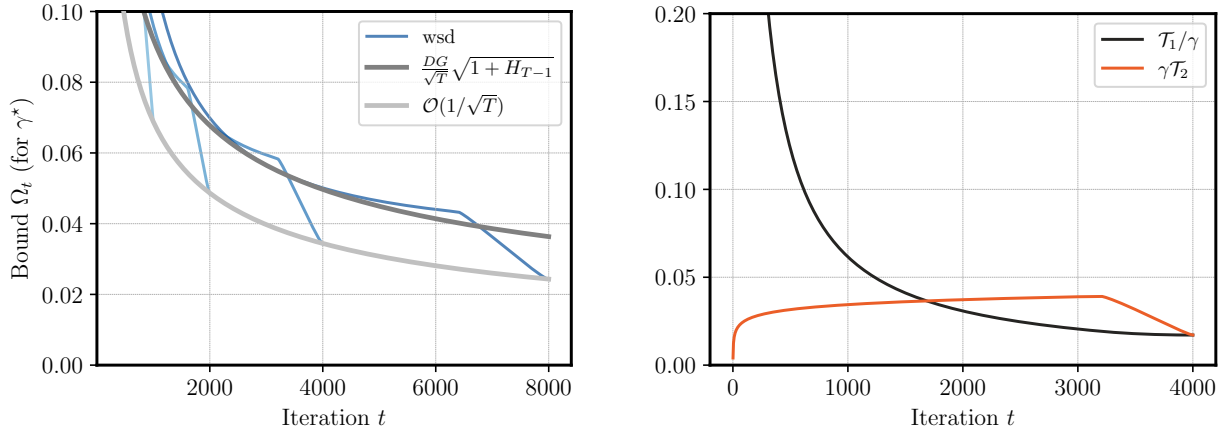 0.10
0.08
0.06
0.04
0.02
0.00
Bound Ω_t (for γ*)
2000 4000 6000 8000
Iteration t
wsd
DG/√T √(1 + H_{T−1})
𝒪(1/√T)
0.20
0.15
0.10
0.05
0.00
0 1000 2000 3000 4000
Iteration t
𝒯₁/γ
γ𝒯₂